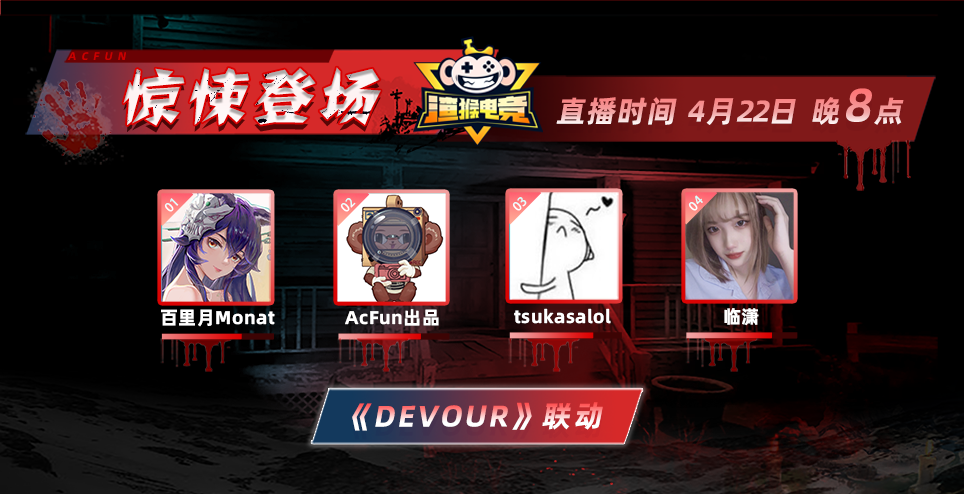 ACFUN
惊悚登场
渣猴电竞
直播时间 4月22日 晚8点
01
02
03
04
百里月Monat
AcFun出品
tsukasalol
临潇
《DEVOUR》联动